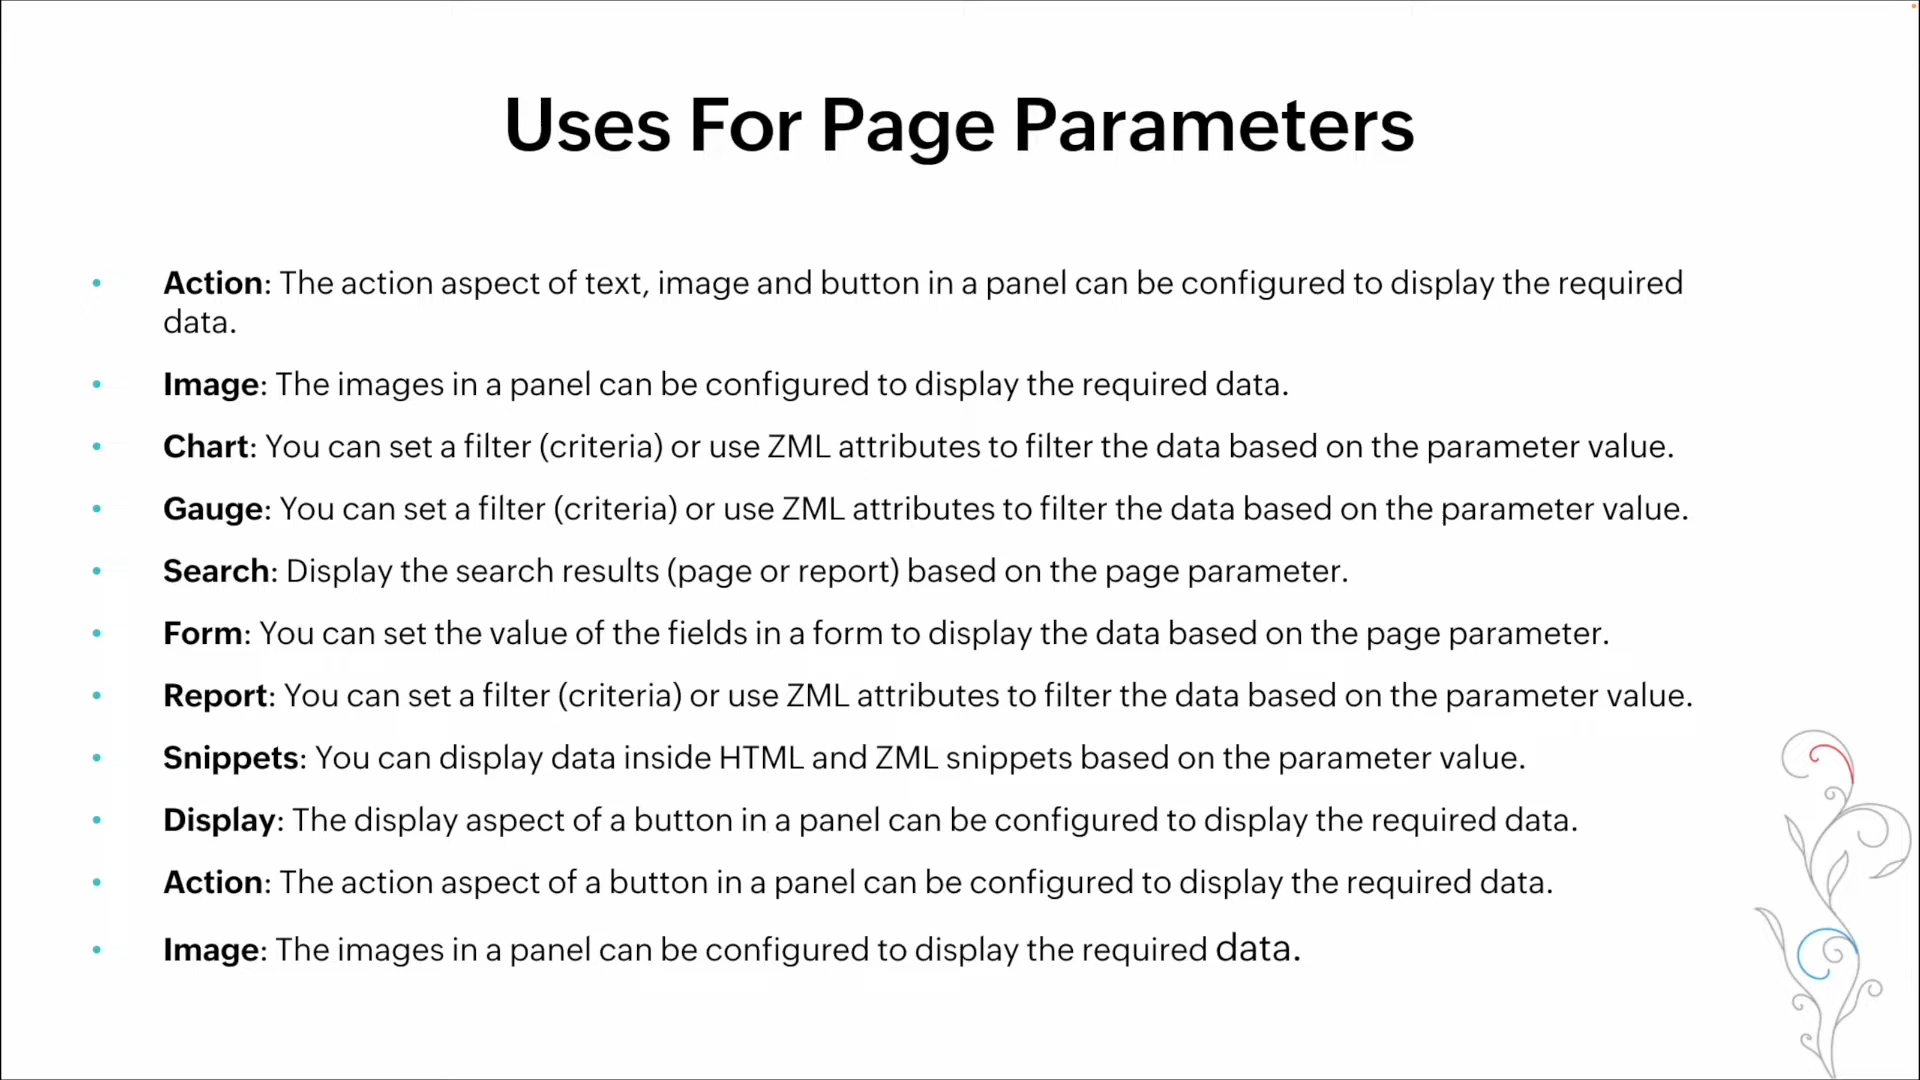 Uses For Page Parameters
• Action: The action aspect of text, image and button in a panel can be configured to display the required
data.
• Image: The images in a panel can be configured to display the required data.
• Chart: You can set a filter (criteria) or use ZML attributes to filter the data based on the parameter value.
• Gauge: You can set a filter (criteria) or use ZML attributes to filter the data based on the parameter value.
• Search: Display the search results (page or report) based on the page parameter.
• Form: You can set the value of the fields in a form to display the data based on the page parameter.
• Report: You can set a filter (criteria) or use ZML attributes to filter the data based on the parameter value.
• Snippets: You can display data inside HTML and ZML snippets based on the parameter value.
• Display: The display aspect of a button in a panel can be configured to display the required data.
• Action: The action aspect of a button in a panel can be configured to display the required data.
• Image: The images in a panel can be configured to display the required data.